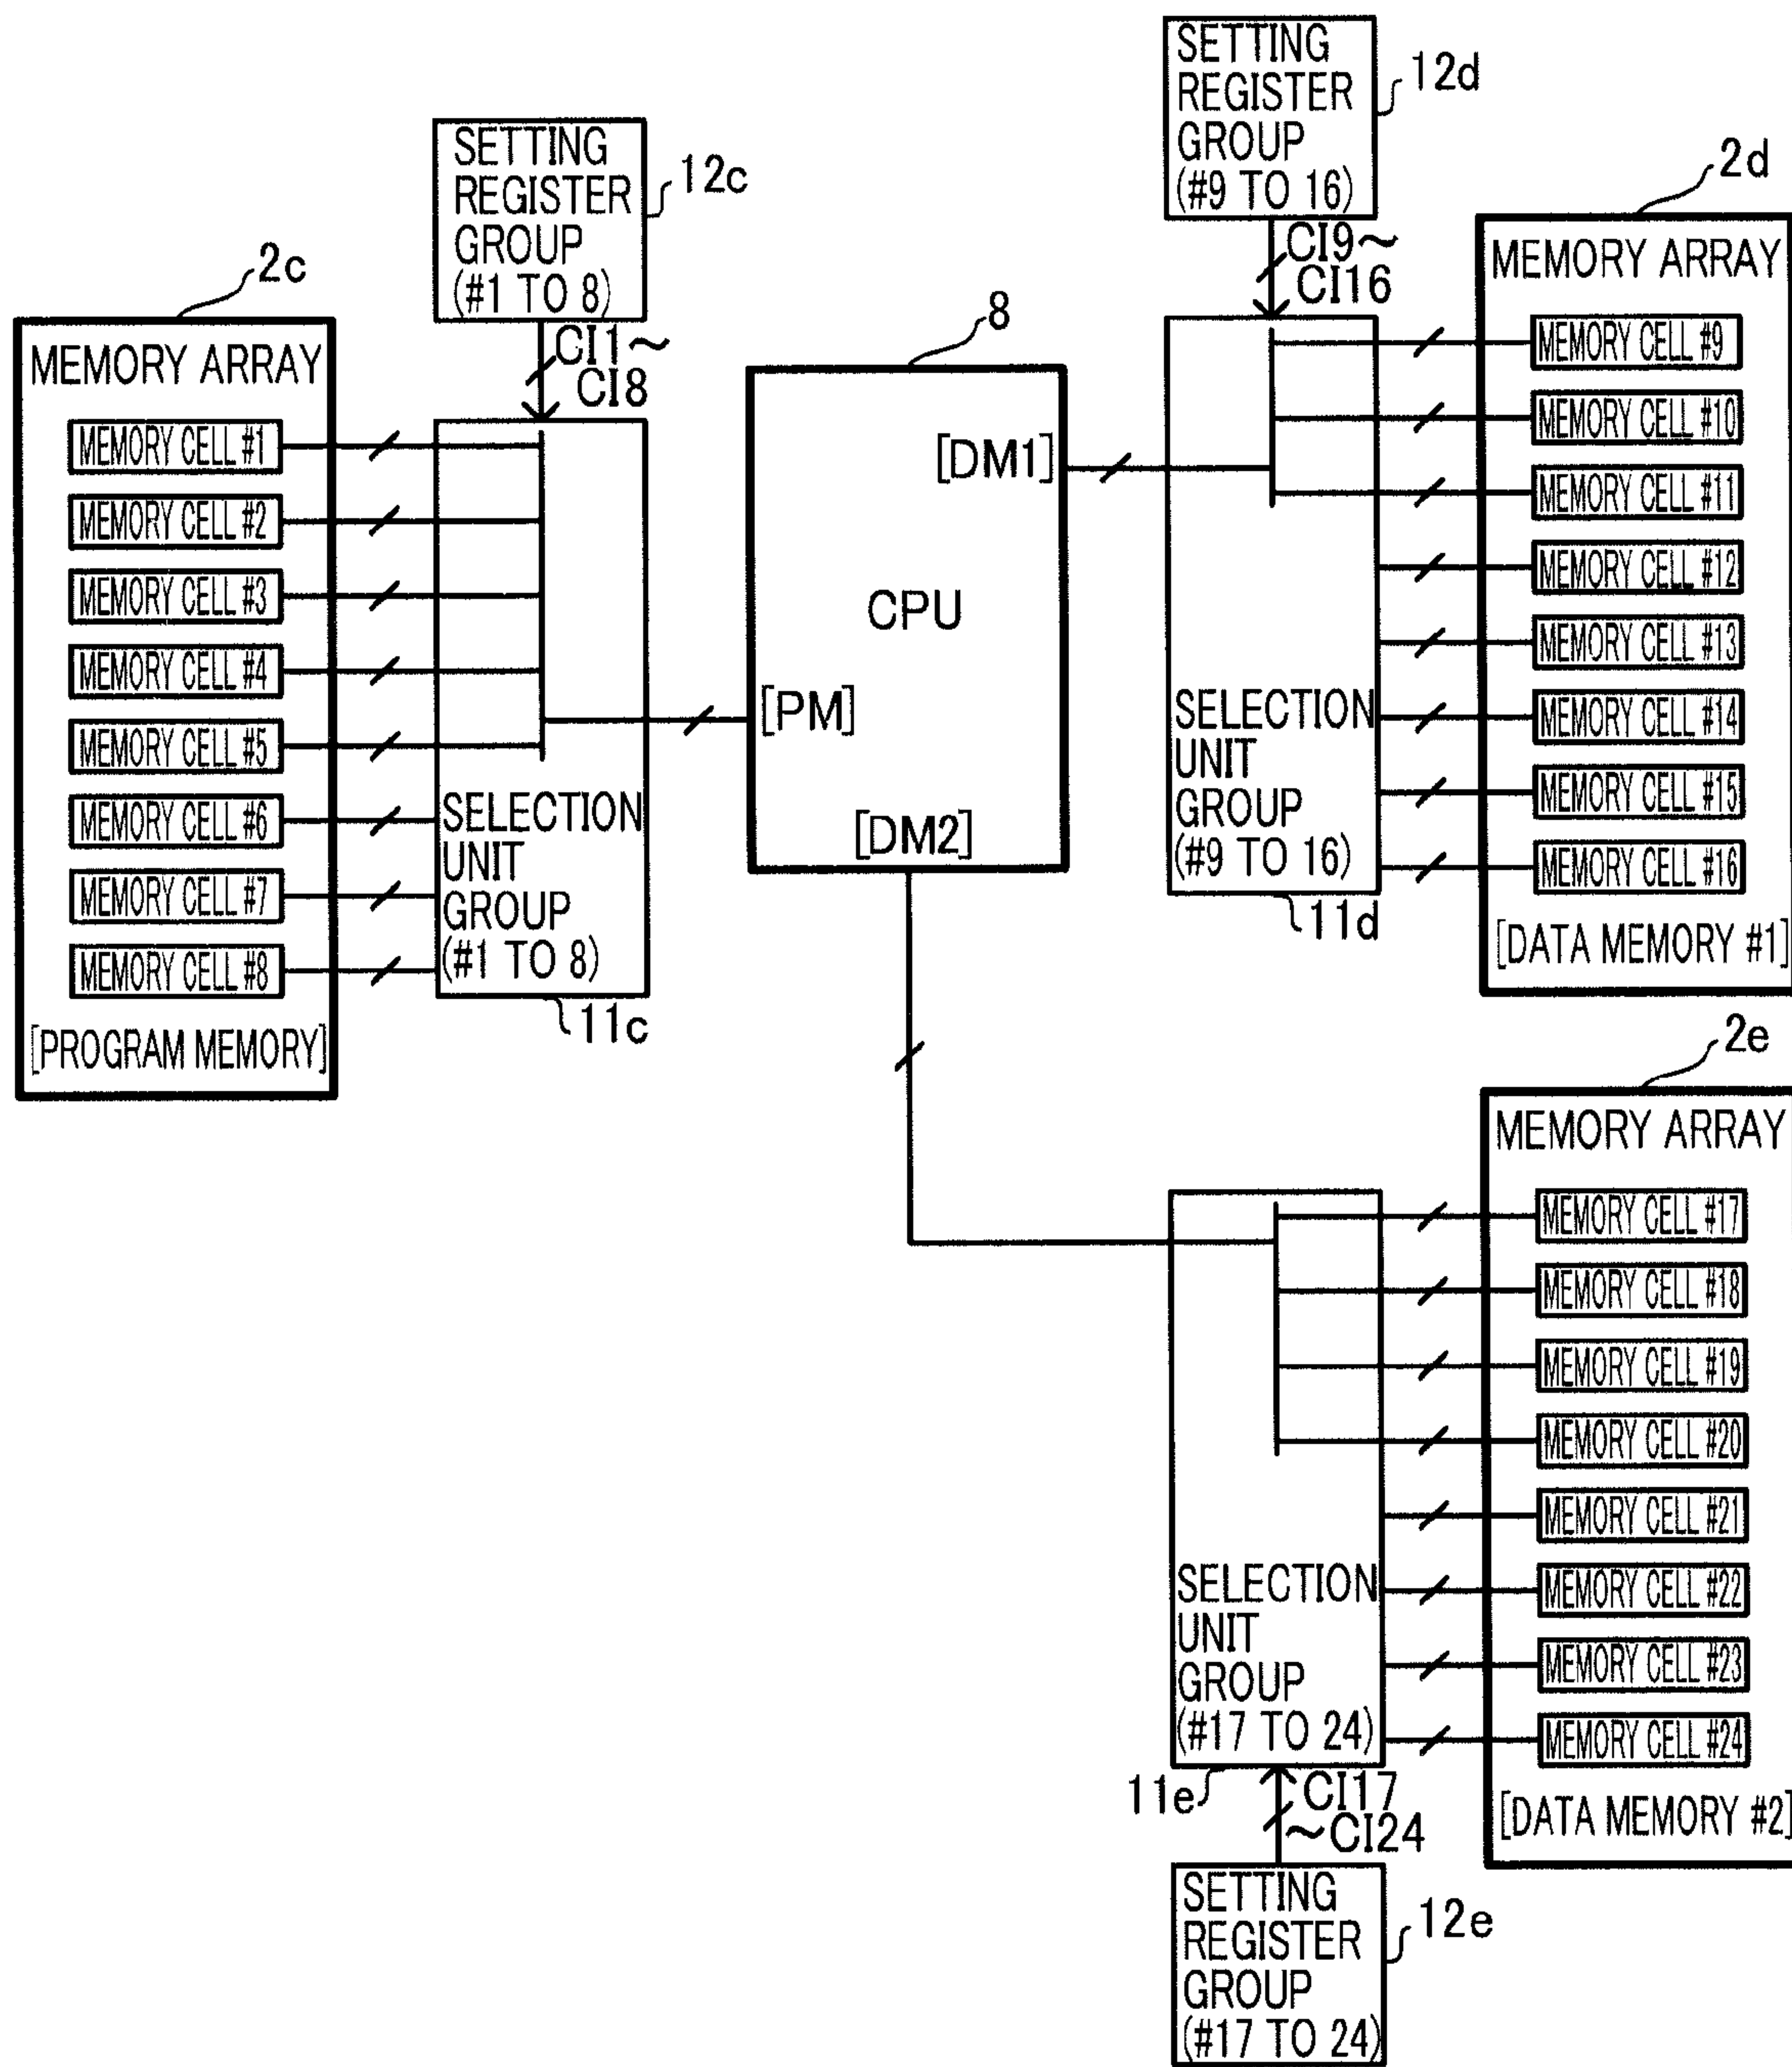 SETTING
REGISTER
GROUP
(#9 TO 16)
12d
SETTING
REGISTER
GROUP
(#1 TO 8)
12c
CI9~
CI16
2d
MEMORY ARRAY
MEMORY CELL #9
MEMORY CELL #10
MEMORY CELL #11
MEMORY CELL #12
MEMORY CELL #13
MEMORY CELL #14
MEMORY CELL #15
MEMORY CELL #16
[DATA MEMORY #1]
2c
MEMORY ARRAY
MEMORY CELL #1
MEMORY CELL #2
MEMORY CELL #3
MEMORY CELL #4
MEMORY CELL #5
MEMORY CELL #6
MEMORY CELL #7
MEMORY CELL #8
[PROGRAM MEMORY]
CI1~
CI8
SELECTION
UNIT
GROUP
(#1 TO 8)
11c
8
[DM1]
CPU
[PM]
[DM2]
SELECTION
UNIT
GROUP
(#9 TO 16)
11d
2e
MEMORY ARRAY
MEMORY CELL #17
MEMORY CELL #18
MEMORY CELL #19
MEMORY CELL #20
MEMORY CELL #21
MEMORY CELL #22
MEMORY CELL #23
MEMORY CELL #24
[DATA MEMORY #2]
SELECTION
UNIT
GROUP
(#17 TO 24)
11e
CI17
~CI24
SETTING
REGISTER
GROUP
(#17 TO 24)
12e